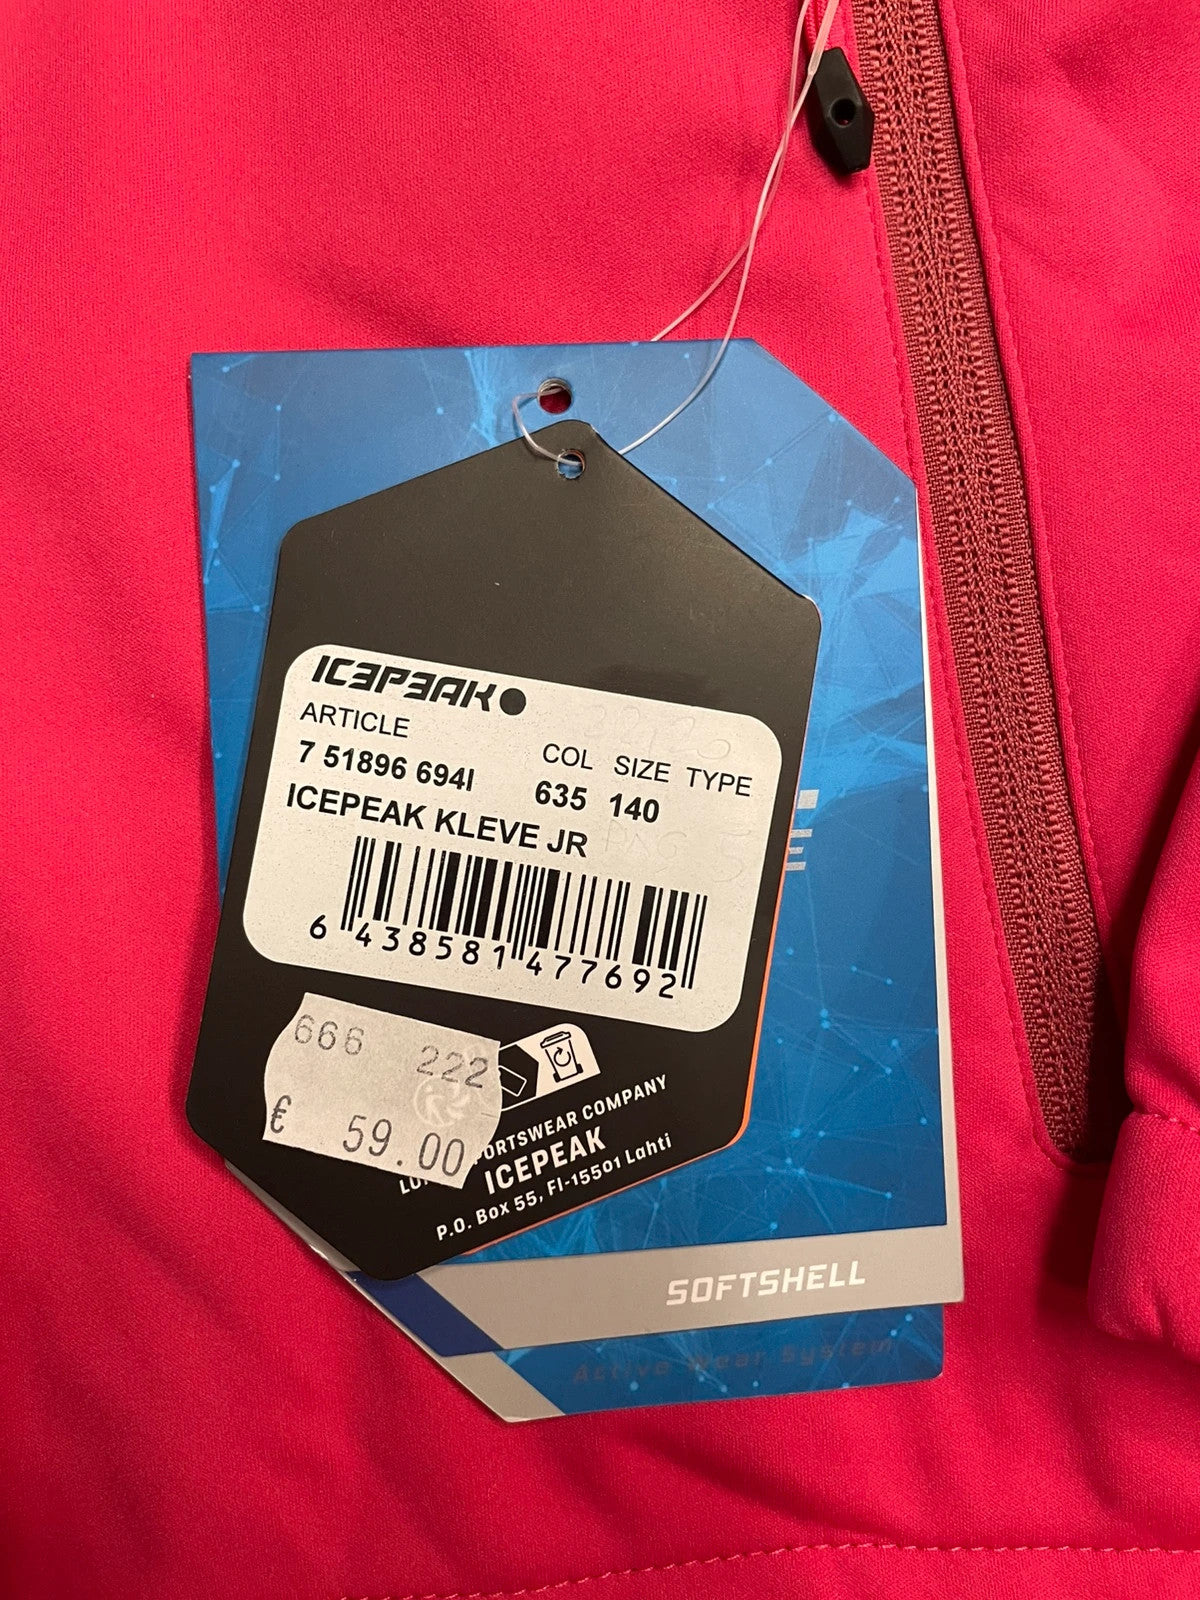 ICEPEAK
ARTICLE COL SIZE TYPE
7 51896 694I 635 140
ICEPEAK KLEVE JR
6 438581 477692
666 222
€ 59.00
SPORTSWEAR COMPANY
ICEPEAK
P.O. Box 55, FI-15501 Lahti
SOFTSHELL
Active Wear System